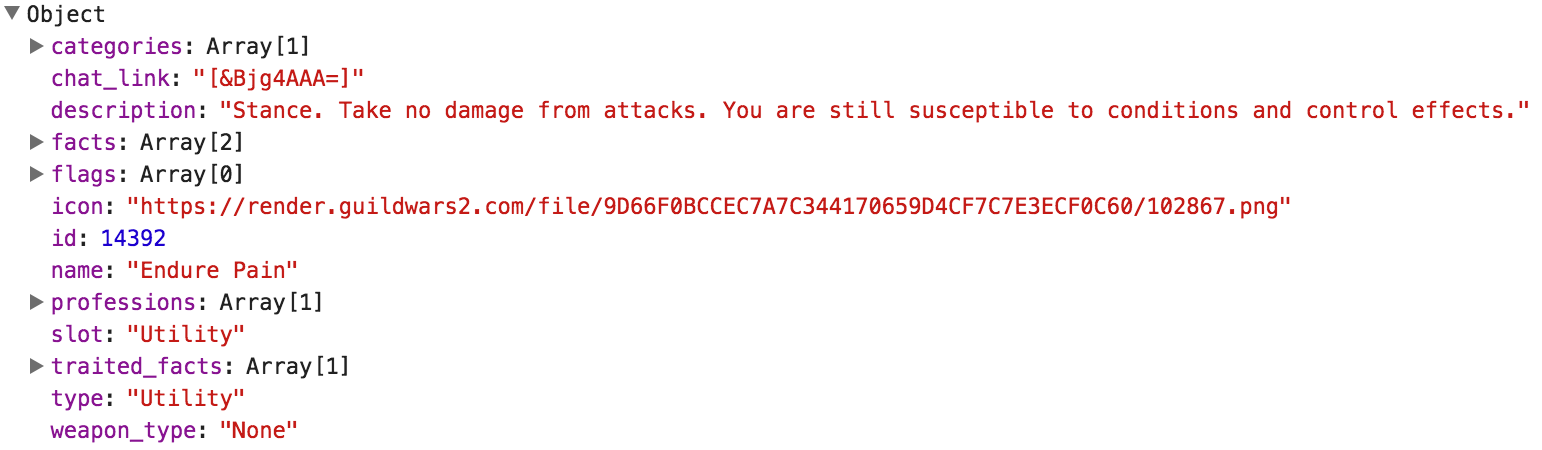 Object
categories: Array[1]
chat_link: "[&Bjg4AAA=]"
description: "Stance. Take no damage from attacks. You are still susceptible to conditions and control effects."
facts: Array[2]
flags: Array[0]
icon: "https://render.guildwars2.com/file/9D66F0BCCEC7A7C344170659D4CF7C7E3ECF0C60/102867.png"
id: 14392
name: "Endure Pain"
professions: Array[1]
slot: "Utility"
traited_facts: Array[1]
type: "Utility"
weapon_type: "None"